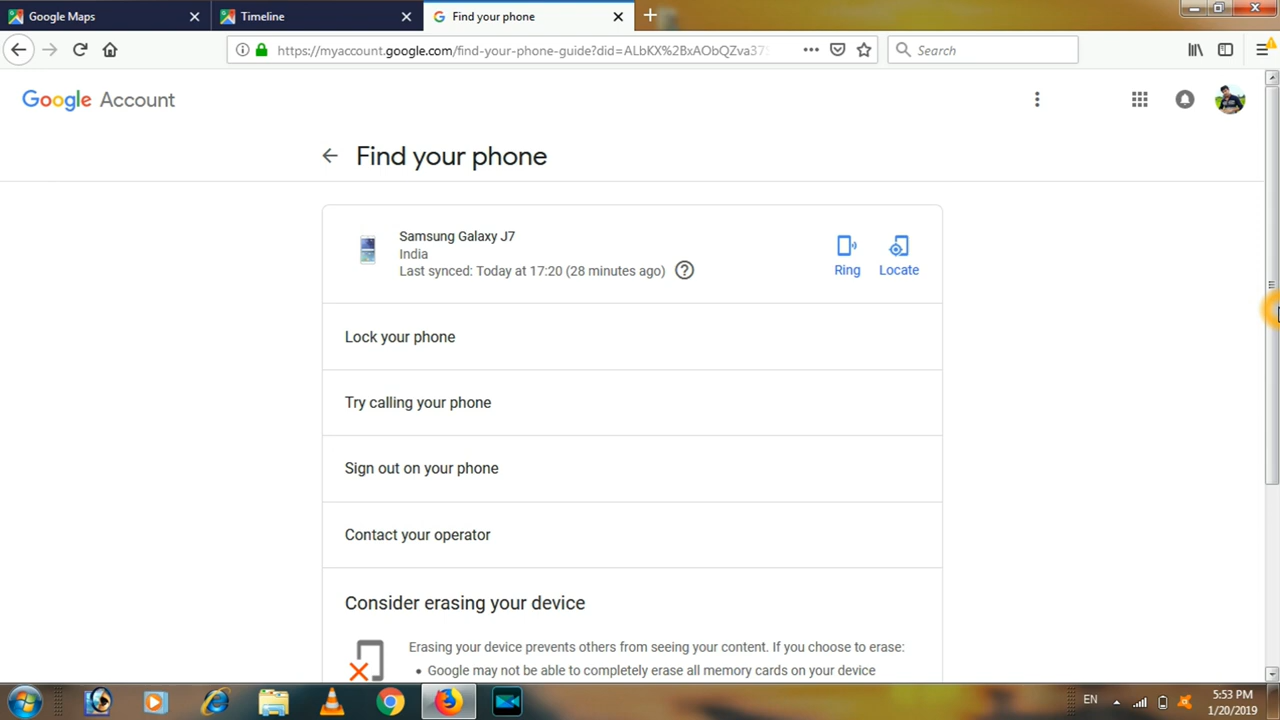 Google Maps
Timeline
Find your phone
https://myaccount.google.com/find-your-phone-guide?did=ALbKX%2BxAObQZva37
Search
Google Account
Find your phone
Samsung Galaxy J7
India
Last synced: Today at 17:20 (28 minutes ago)
Ring
Locate
Lock your phone
Try calling your phone
Sign out on your phone
Contact your operator
Consider erasing your device
Erasing your device prevents others from seeing your content. If you choose to erase:
• Google may not be able to completely erase all memory cards on your device
EN
5:53 PM
1/20/2019